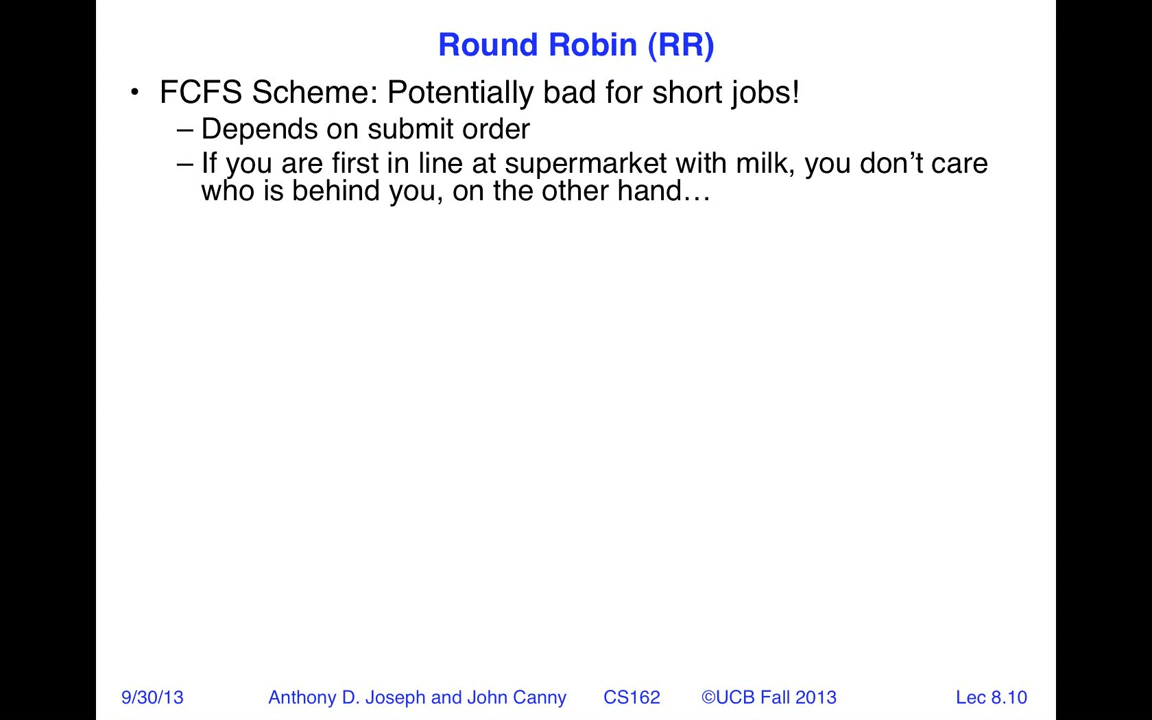 Round Robin (RR)
• FCFS Scheme: Potentially bad for short jobs!
– Depends on submit order
– If you are first in line at supermarket with milk, you don’t care
who is behind you, on the other hand…
9/30/13 Anthony D. Joseph and John Canny CS162 ©UCB Fall 2013 Lec 8.10